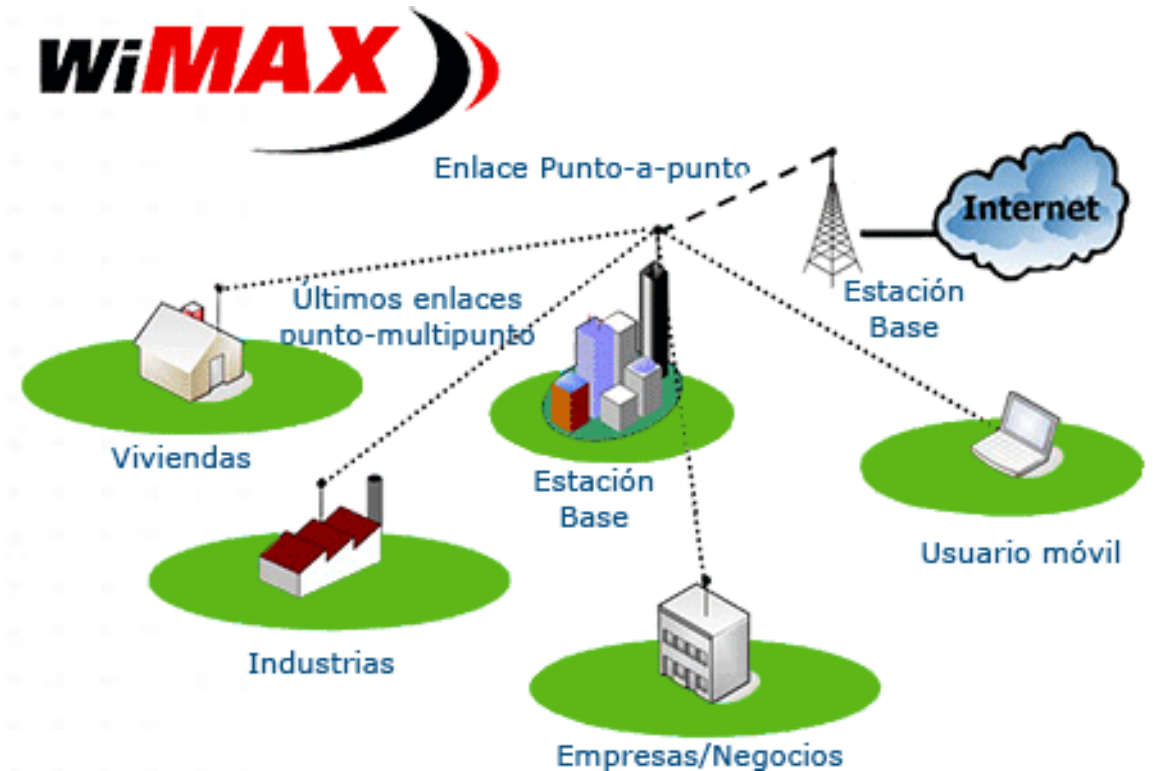 WiMAX
Enlace Punto-a-punto
Internet
Estación
Base
Últimos enlaces
punto-multipunto
Viviendas
Estación
Base
Usuario móvil
Industrias
Empresas/Negocios